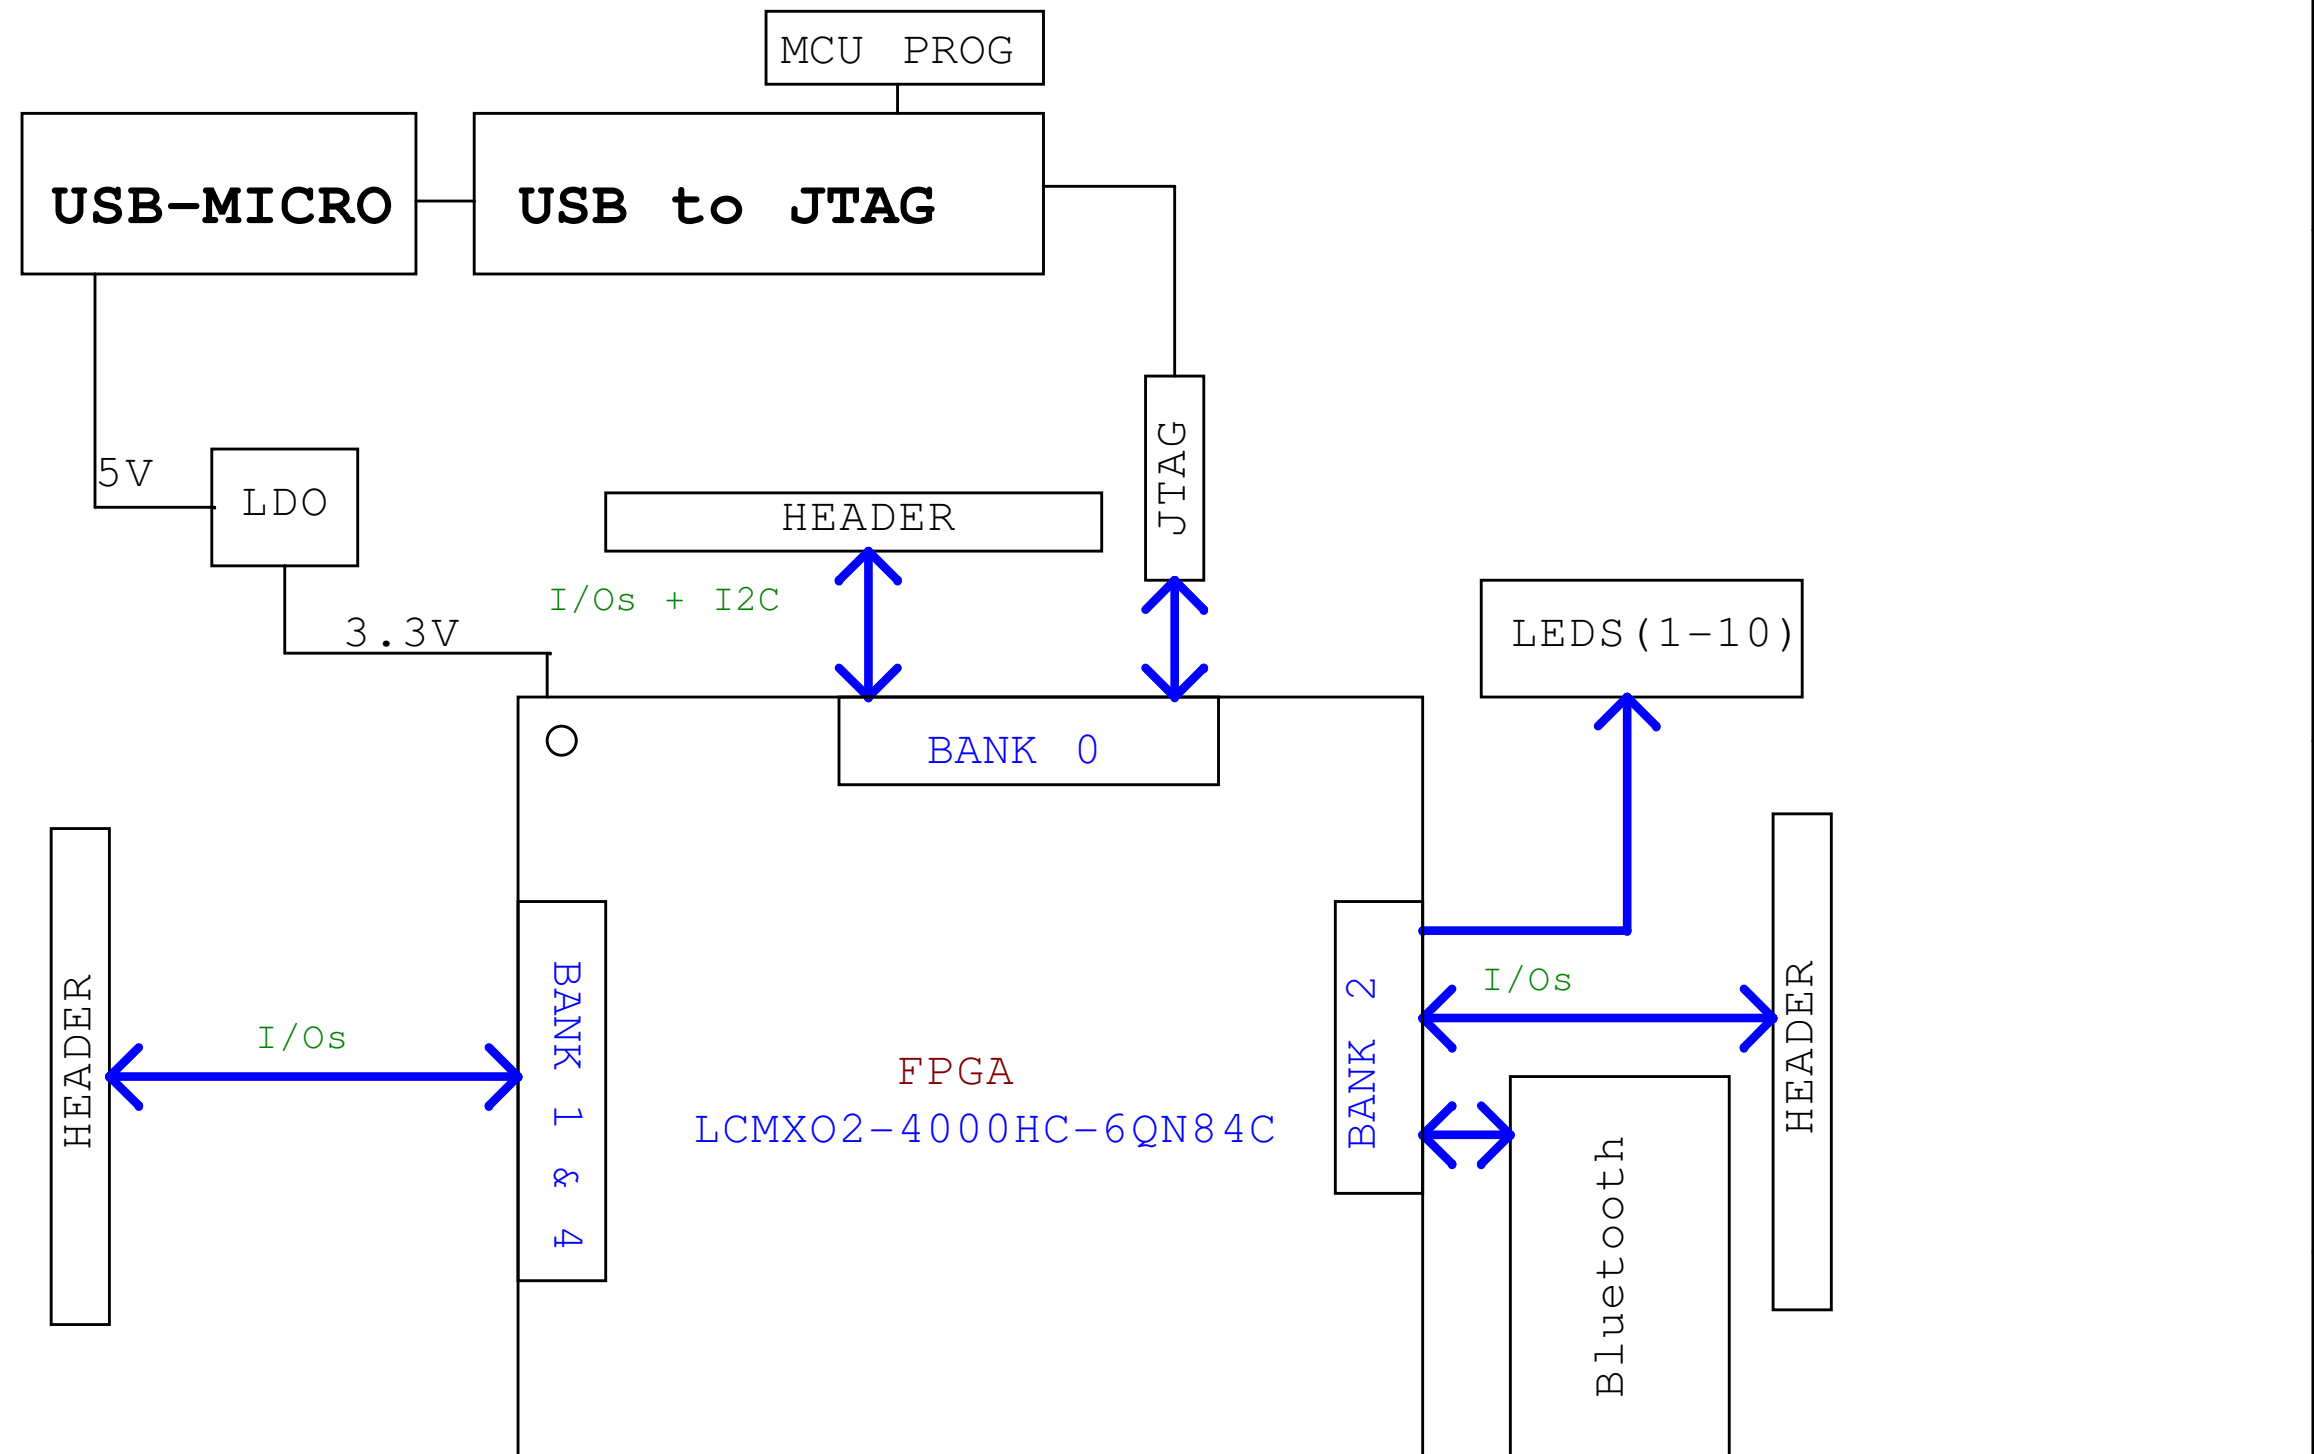 MCU PROG
USB-MICRO
USB to JTAG
JTAG
5V
LDO
HEADER
I/Os + I2C
3.3V
LEDS(1-10)
BANK 0
HEADER
I/Os
BANK 1 & 4
FPGA
LCMXO2-4000HC-6QN84C
BANK 2
I/Os
HEADER
Bluetooth